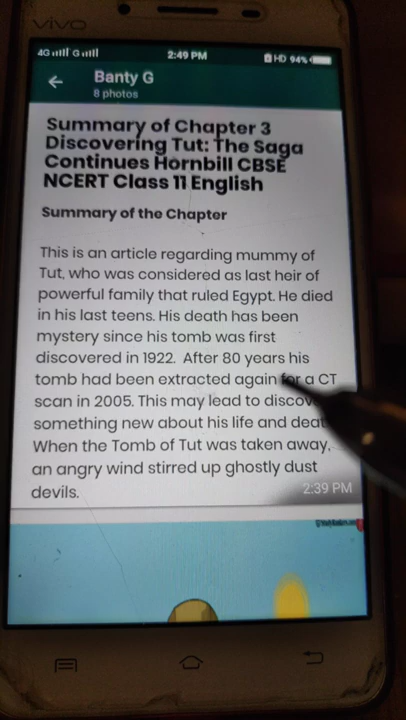 vivo
4G G
2:49 PM
HD 94%
Banty G
8 photos
Summary of Chapter 3
Discovering Tut: The Saga
Continues Hornbill CBSE
NCERT Class 11 English
Summary of the Chapter
This is an article regarding mummy of
Tut, who was considered as last heir of
powerful family that ruled Egypt. He died
in his last teens. His death has been
mystery since his tomb was first
discovered in 1922. After 80 years his
tomb had been extracted again for a CT
scan in 2005. This may lead to
something new about his life and
When the Tomb of Tut was taken away,
an angry wind stirred up ghostly dust
devils.
2:39 PM